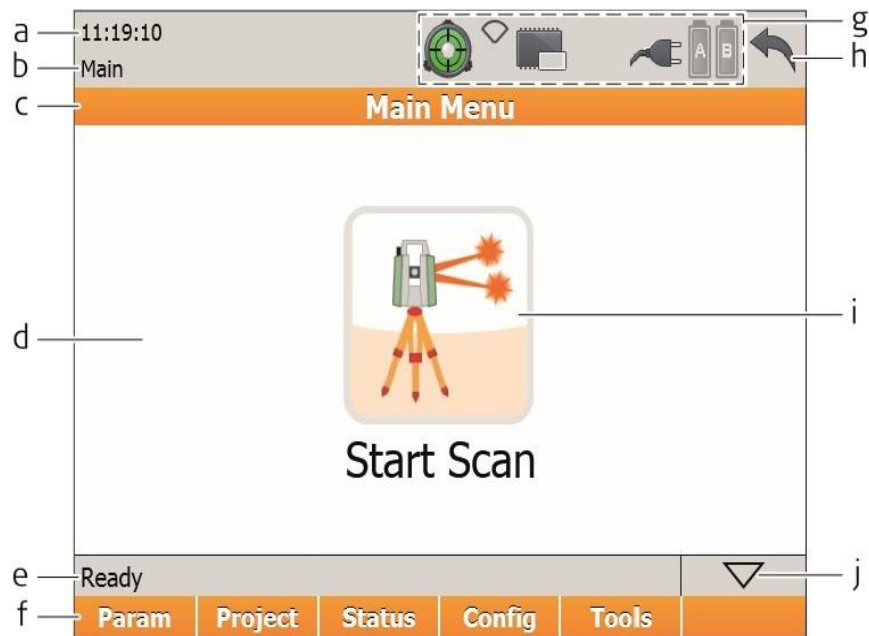 a 11:19:10 g
b Main A B h
c Main Menu
d i
Start Scan
e Ready j
f Param Project Status Config Tools